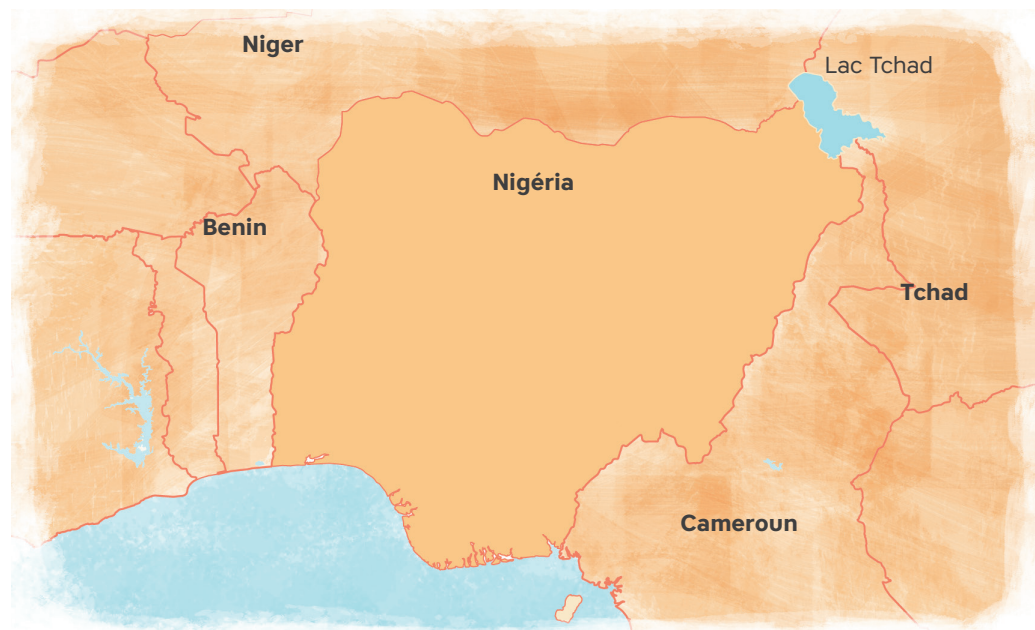 Niger
Lac Tchad
Nigéria
Benin
Tchad
Cameroun